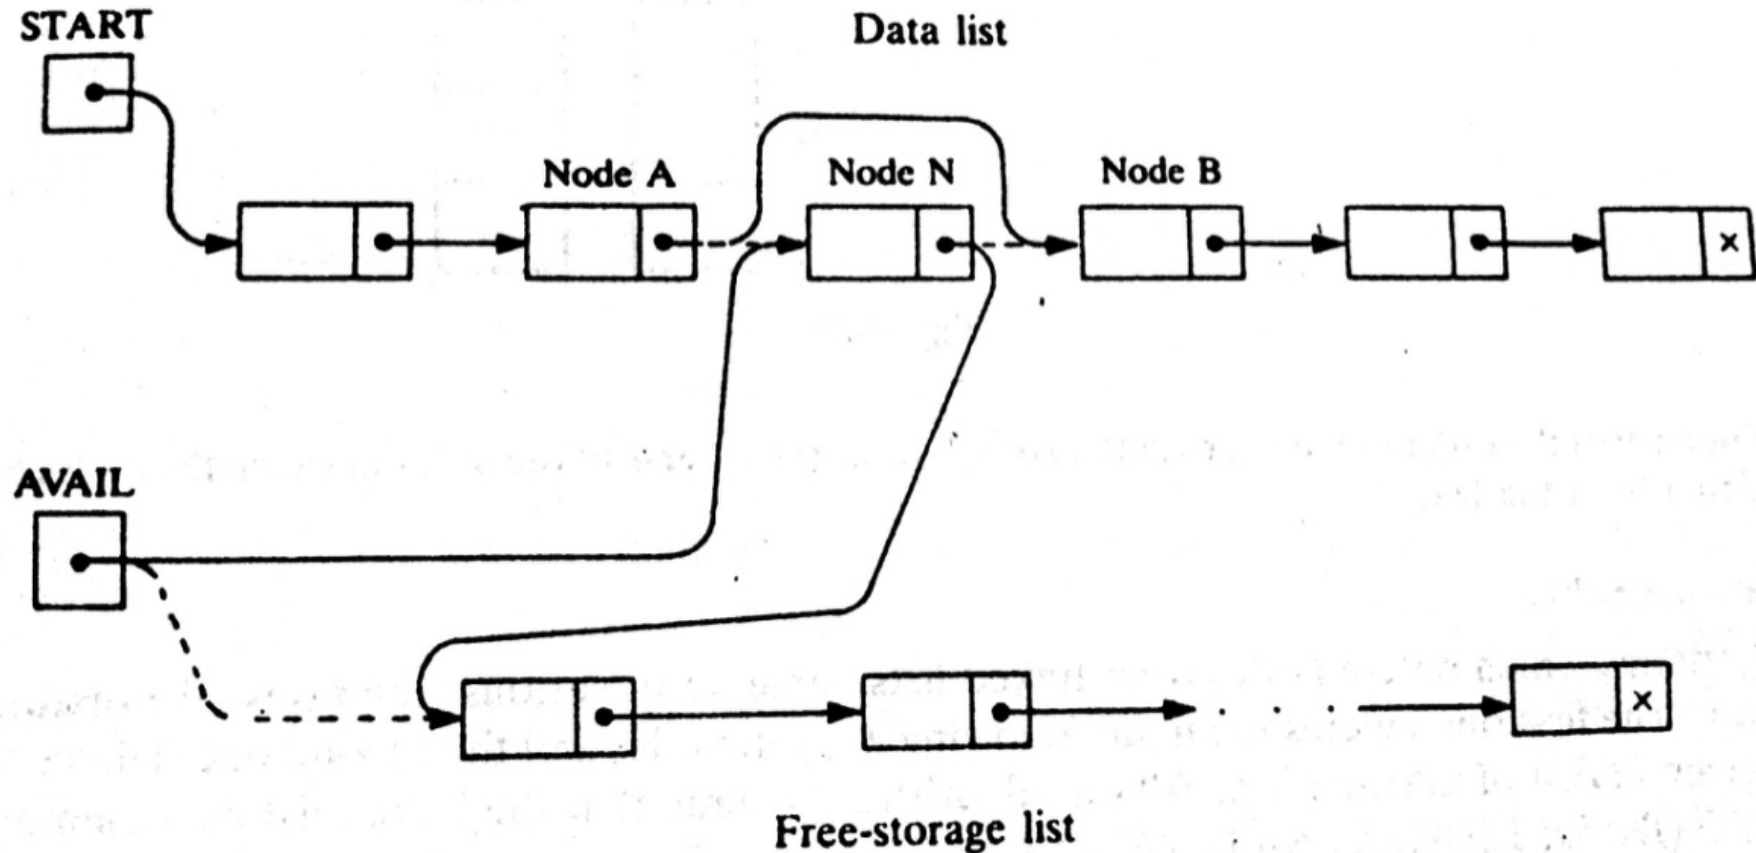 START
Data list
Node A
Node N
Node B
×
AVAIL
×
Free-storage list